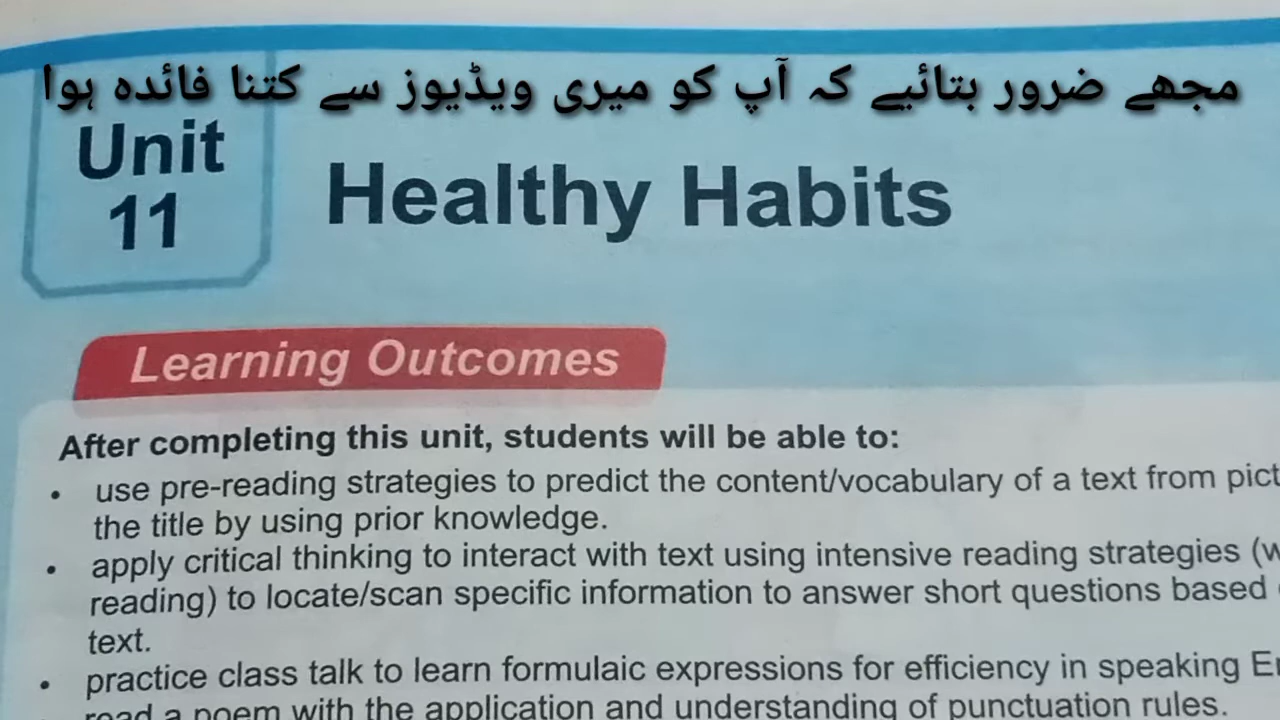 مجھے ضرور بتائیے کہ آپ کو میری ویڈیوز سے کتنا فائدہ ہوا
Unit
11
Healthy Habits
Learning Outcomes
After completing this unit, students will be able to:
• use pre-reading strategies to predict the content/vocabulary of a text from
the title by using prior knowledge.
• apply critical thinking to interact with text using intensive reading strategies
reading) to locate/scan specific information to answer short questions based
text.
• practice class talk to learn formulaic expressions for efficiency in speaking
read a poem with the application and understanding of punctuation rules.